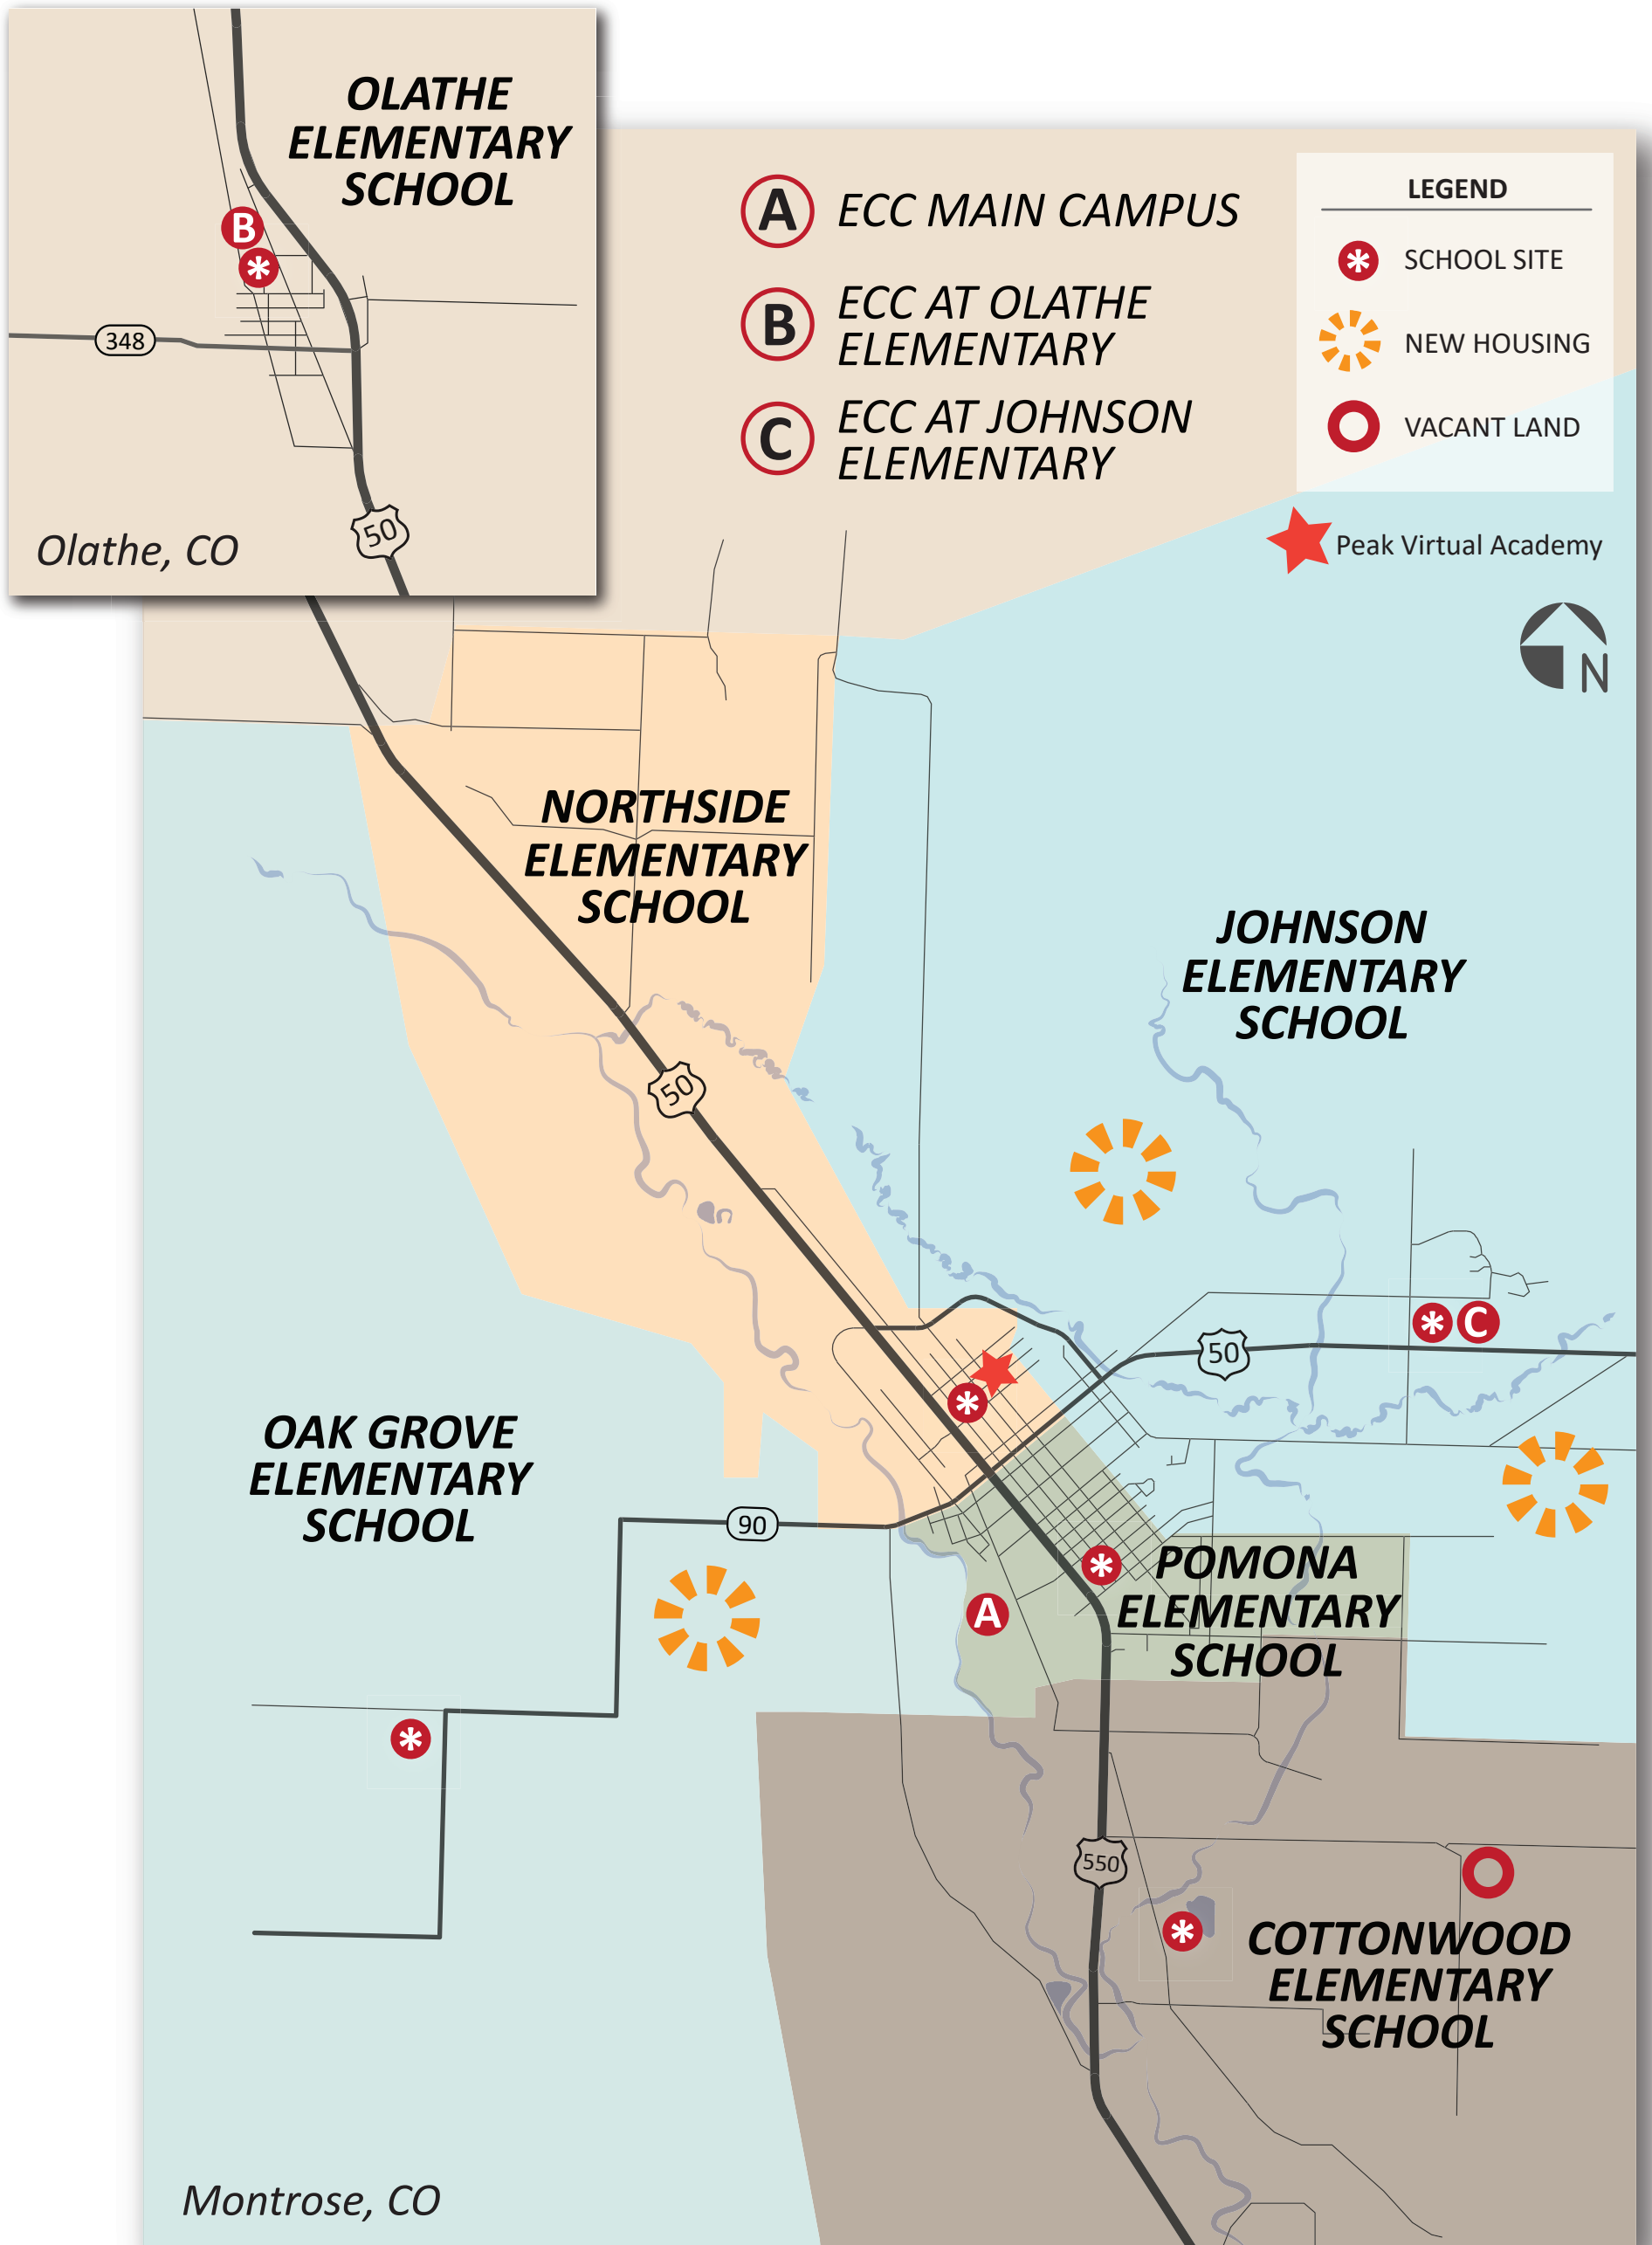 OLATHE
ELEMENTARY
SCHOOL
B
348
50
Olathe, CO
A ECC MAIN CAMPUS
B ECC AT OLATHE
ELEMENTARY
C ECC AT JOHNSON
ELEMENTARY
LEGEND
SCHOOL SITE
NEW HOUSING
VACANT LAND
Peak Virtual Academy
N
NORTHSIDE
ELEMENTARY
SCHOOL
JOHNSON
ELEMENTARY
SCHOOL
50
C
50
OAK GROVE
ELEMENTARY
SCHOOL
90
POMONA
ELEMENTARY
SCHOOL
A
550
COTTONWOOD
ELEMENTARY
SCHOOL
Montrose, CO